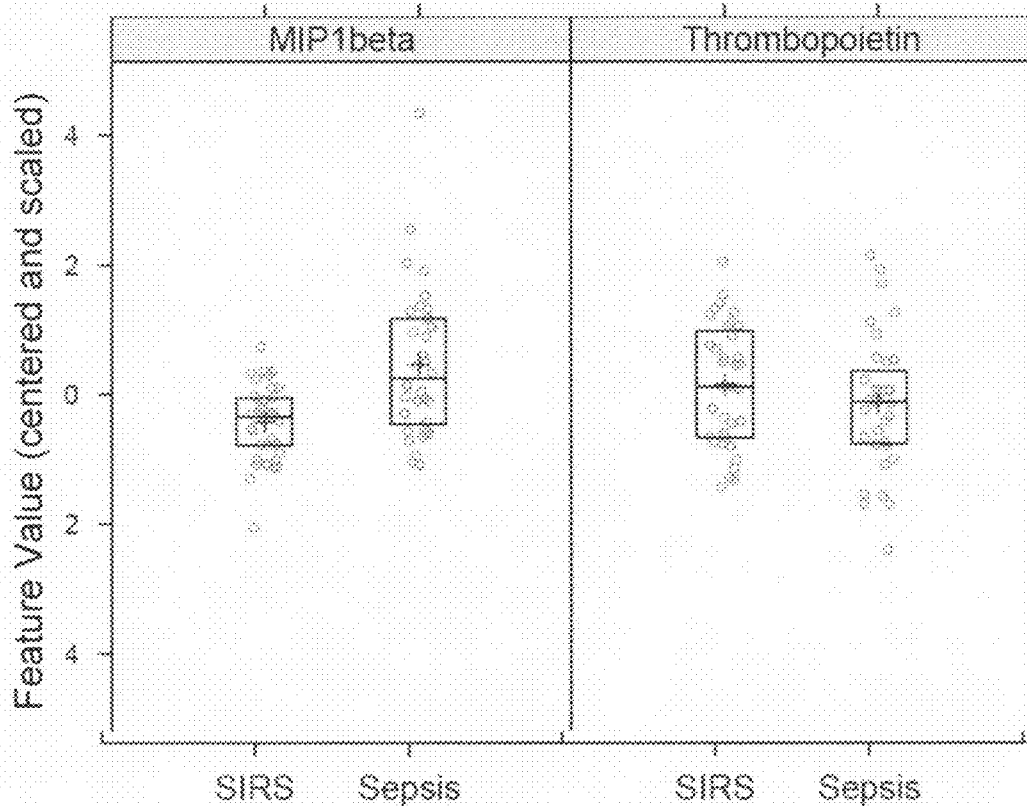 MIP1beta Thrombopoietin
Feature Value (centered and scaled)
4
2
0
2
4
SIRS Sepsis SIRS Sepsis